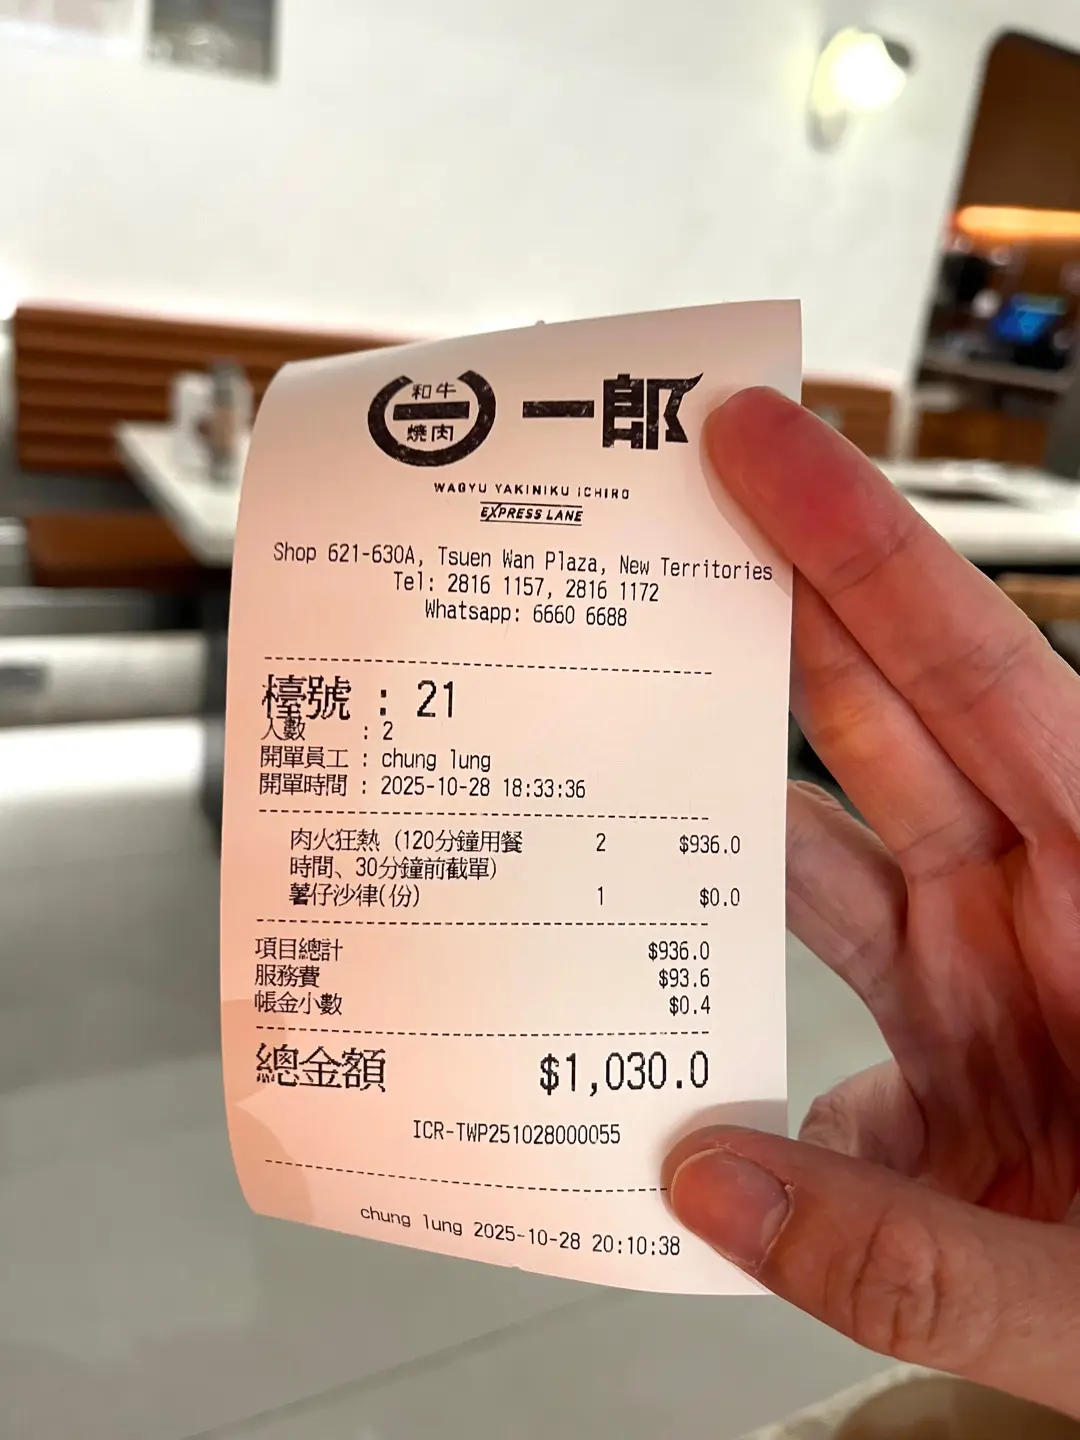 和牛
燒肉
一郎
WAGYU YAKINIKU ICHIRO
EXPRESS LANE
Shop 621-630A, Tsuen Wan Plaza, New Territories
Tel: 2816 1157, 2816 1172
Whatsapp: 6660 6688
檯號 : 21
人數 : 2
開單員工 : chung lung
開單時間 : 2025-10-28 18:33:36
肉火狂熱 (120分鐘用餐 2 $936.0
時間、30分鐘前截單)
薯仔沙律(份) 1 $0.0
項目總計 $936.0
服務費 $93.6
帳金小數 $0.4
總金額 $1,030.0
ICR-TWP251028000055
chung lung 2025-10-28 20:10:38